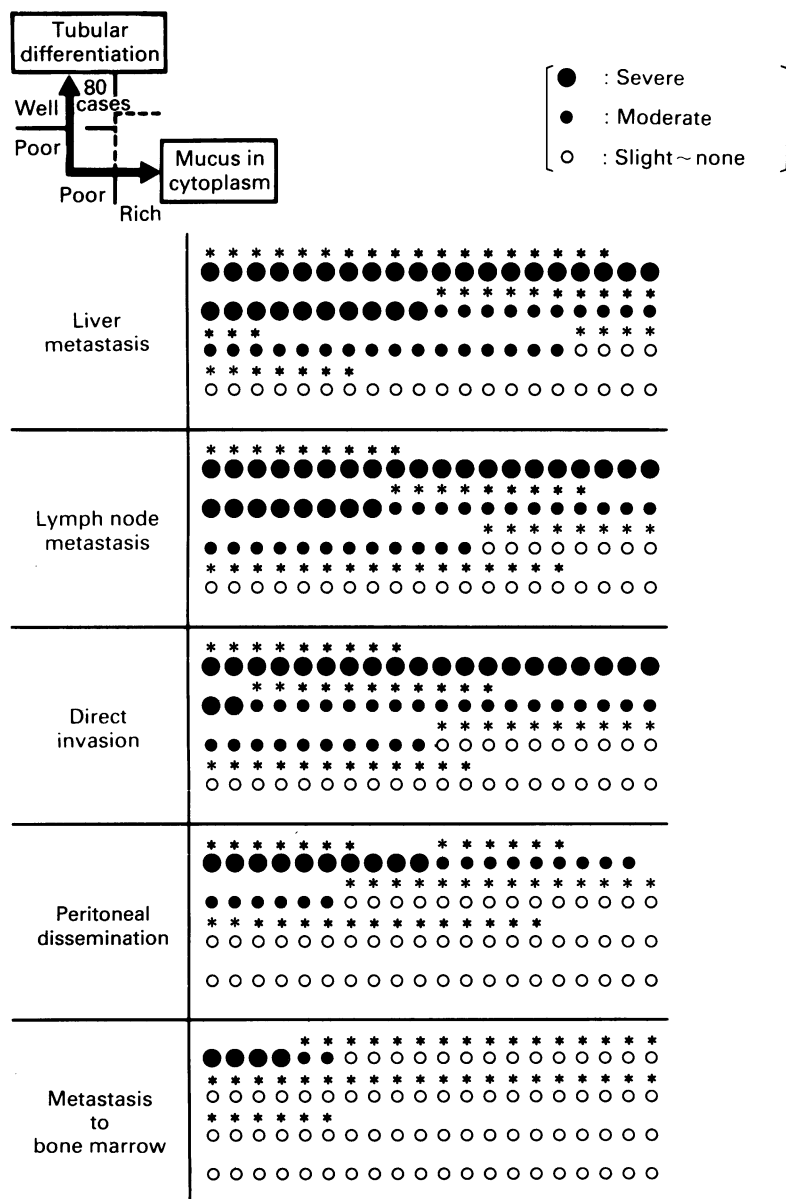 Tubular
differentiation
80
Well cases
Poor
Mucus in
cytoplasm
Poor
Rich
: Severe
: Moderate
: Slight ~ none
Liver
metastasis
Lymph node
metastasis
Direct
invasion
Peritoneal
dissemination
Metastasis
to
bone marrow